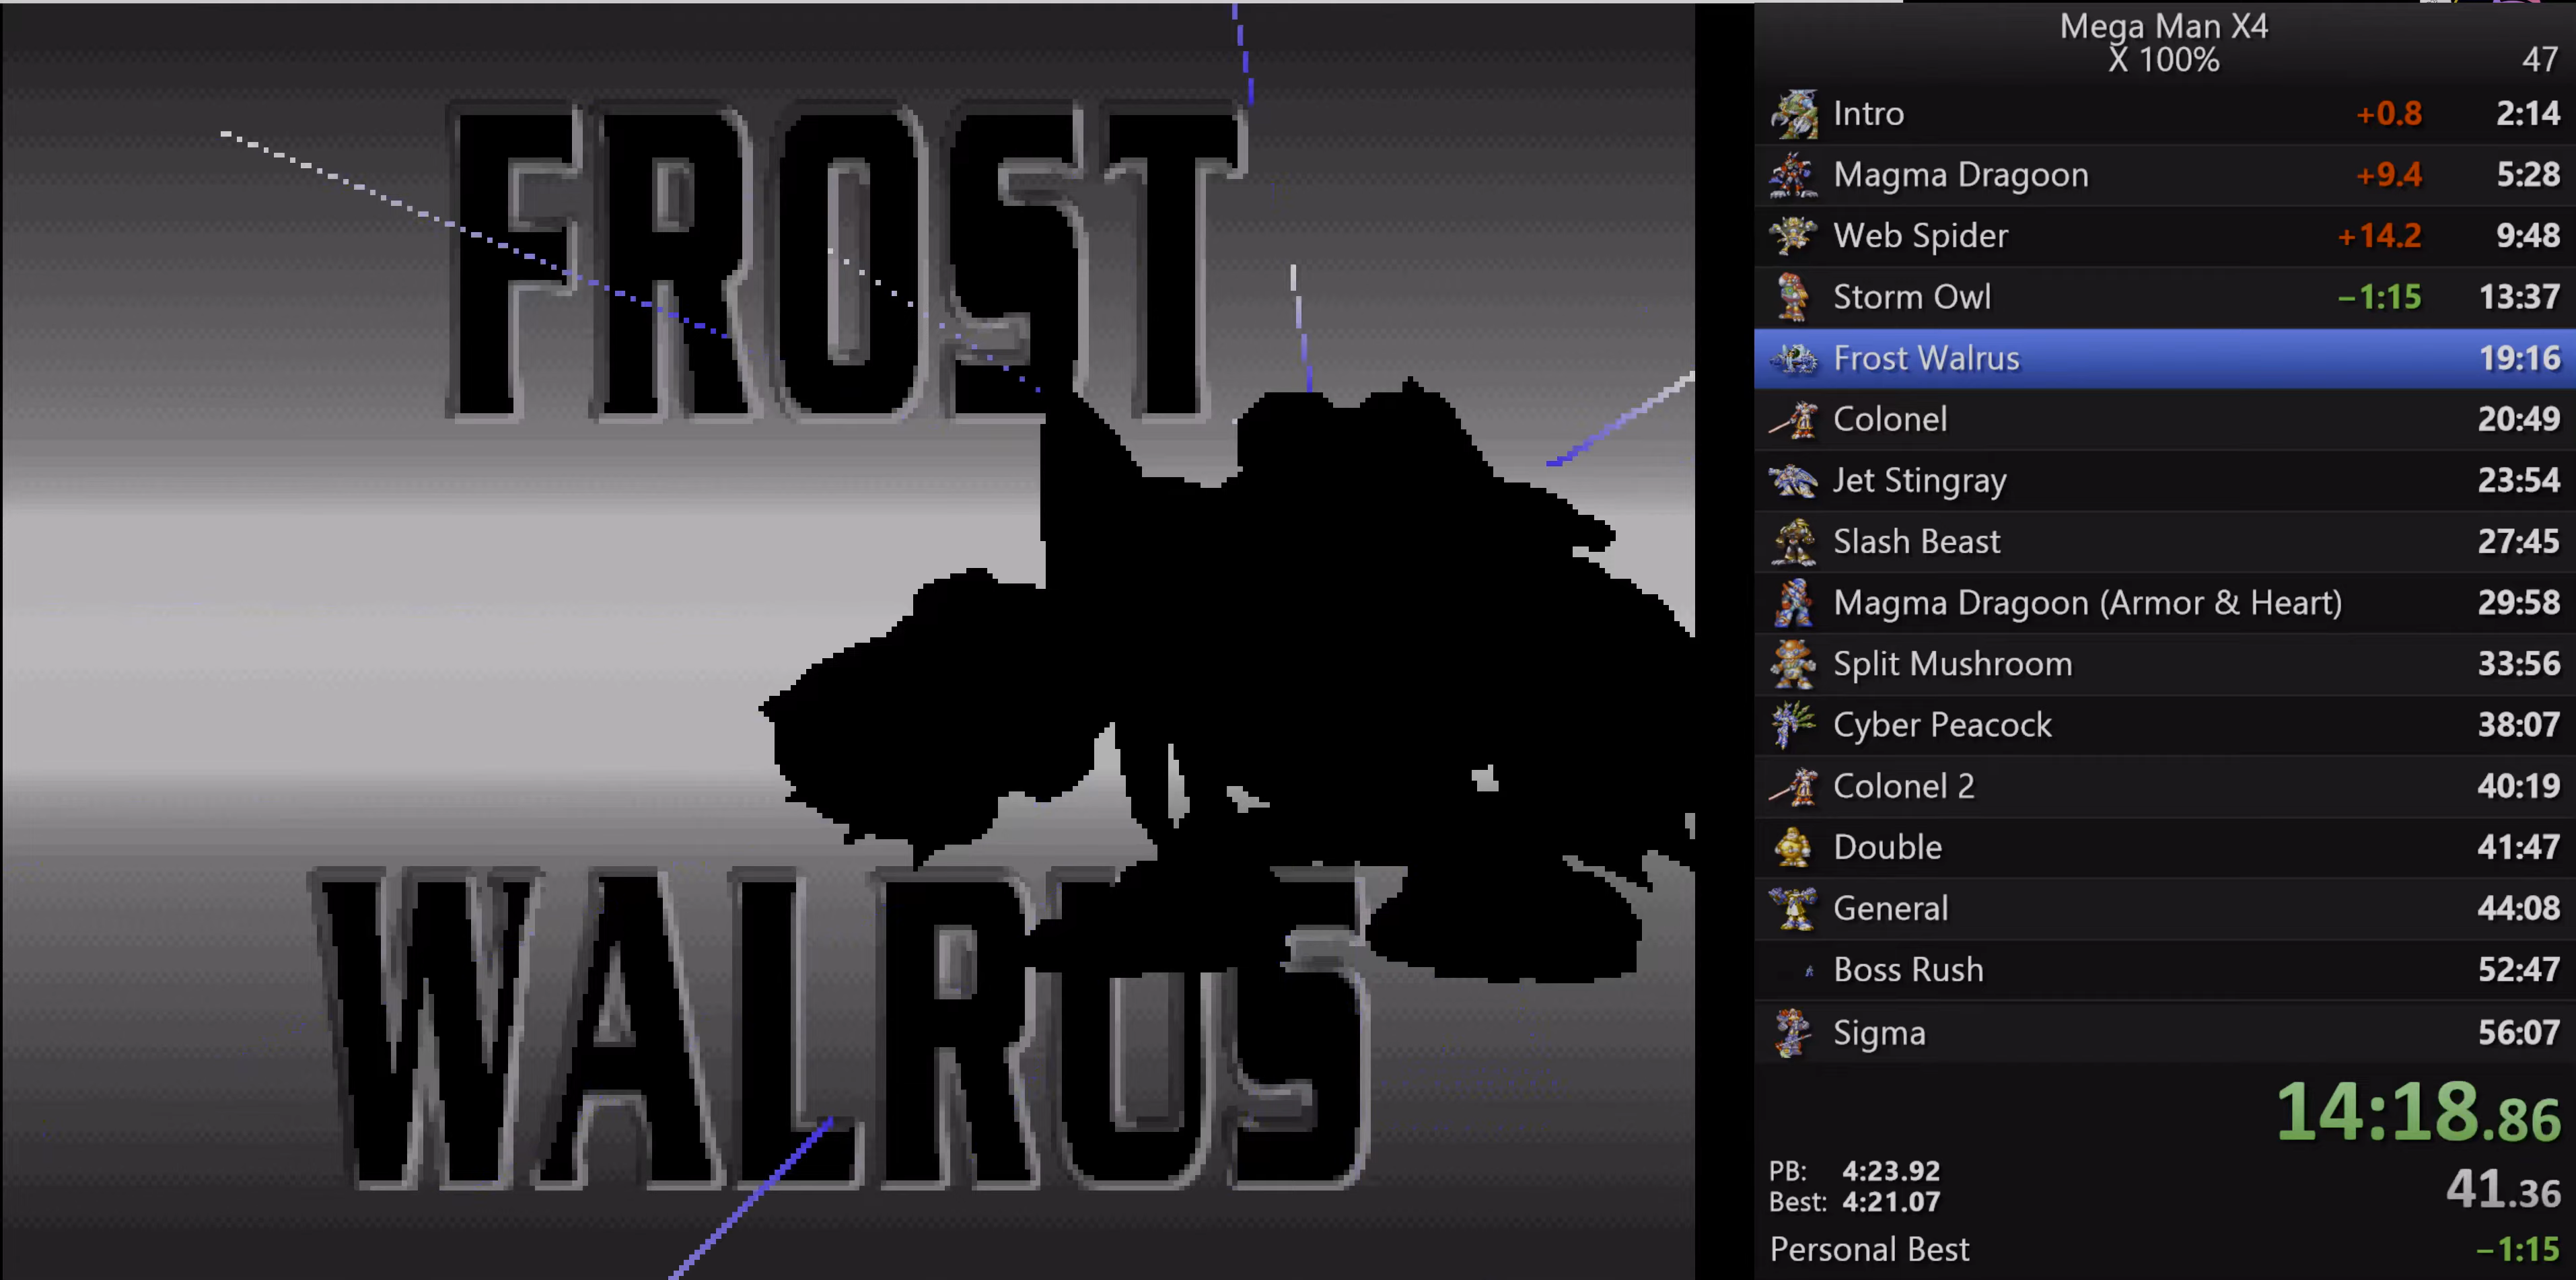 FROST
WALRUS
Mega Man X4
X 100% 47
Intro +0.8 2:14
Magma Dragoon +9.4 5:28
Web Spider +14.2 9:48
Storm Owl −1:15 13:37
Frost Walrus 19:16
Colonel 20:49
Jet Stingray 23:54
Slash Beast 27:45
Magma Dragoon (Armor & Heart) 29:58
Split Mushroom 33:56
Cyber Peacock 38:07
Colonel 2 40:19
Double 41:47
General 44:08
Boss Rush 52:47
Sigma 56:07
14:18.86
PB: 4:23.92
Best: 4:21.07
41.36
Personal Best −1:15